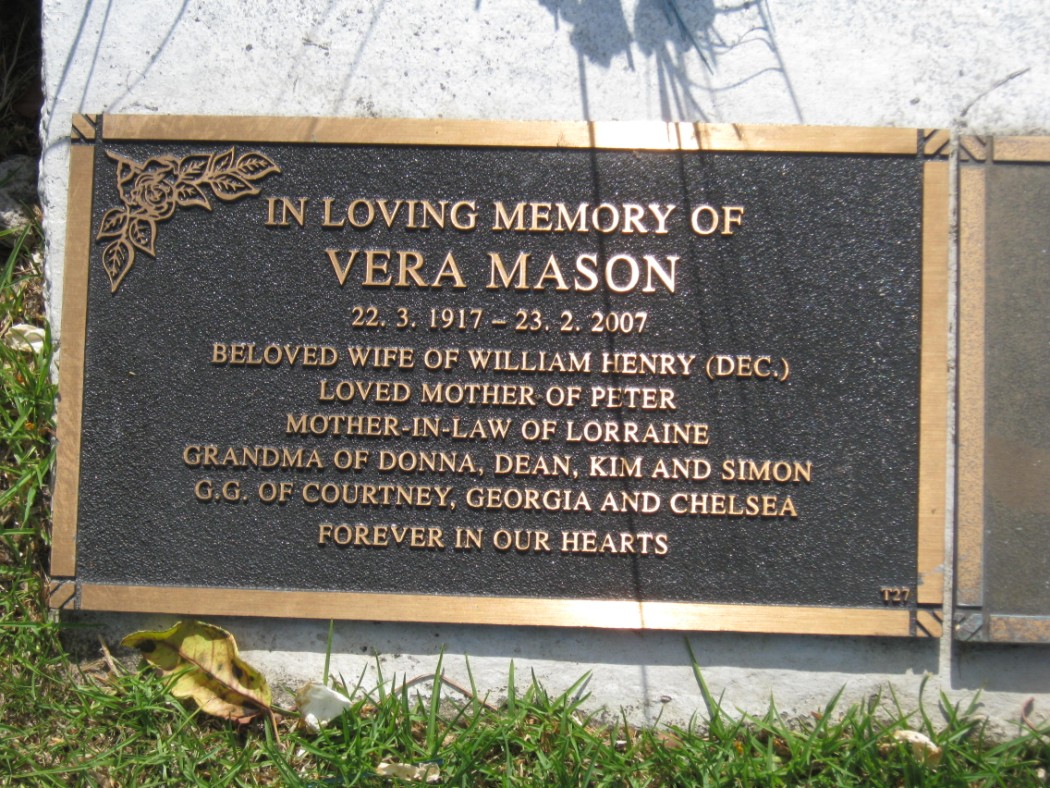 IN LOVING MEMORY OF
VERA MASON
22. 3. 1917 – 23. 2. 2007
BELOVED WIFE OF WILLIAM HENRY (DEC.)
LOVED MOTHER OF PETER
MOTHER-IN-LAW OF LORRAINE
GRANDMA OF DONNA, DEAN, KIM AND SIMON
G.G. OF COURTNEY, GEORGIA AND CHELSEA
FOREVER IN OUR HEARTS
T27